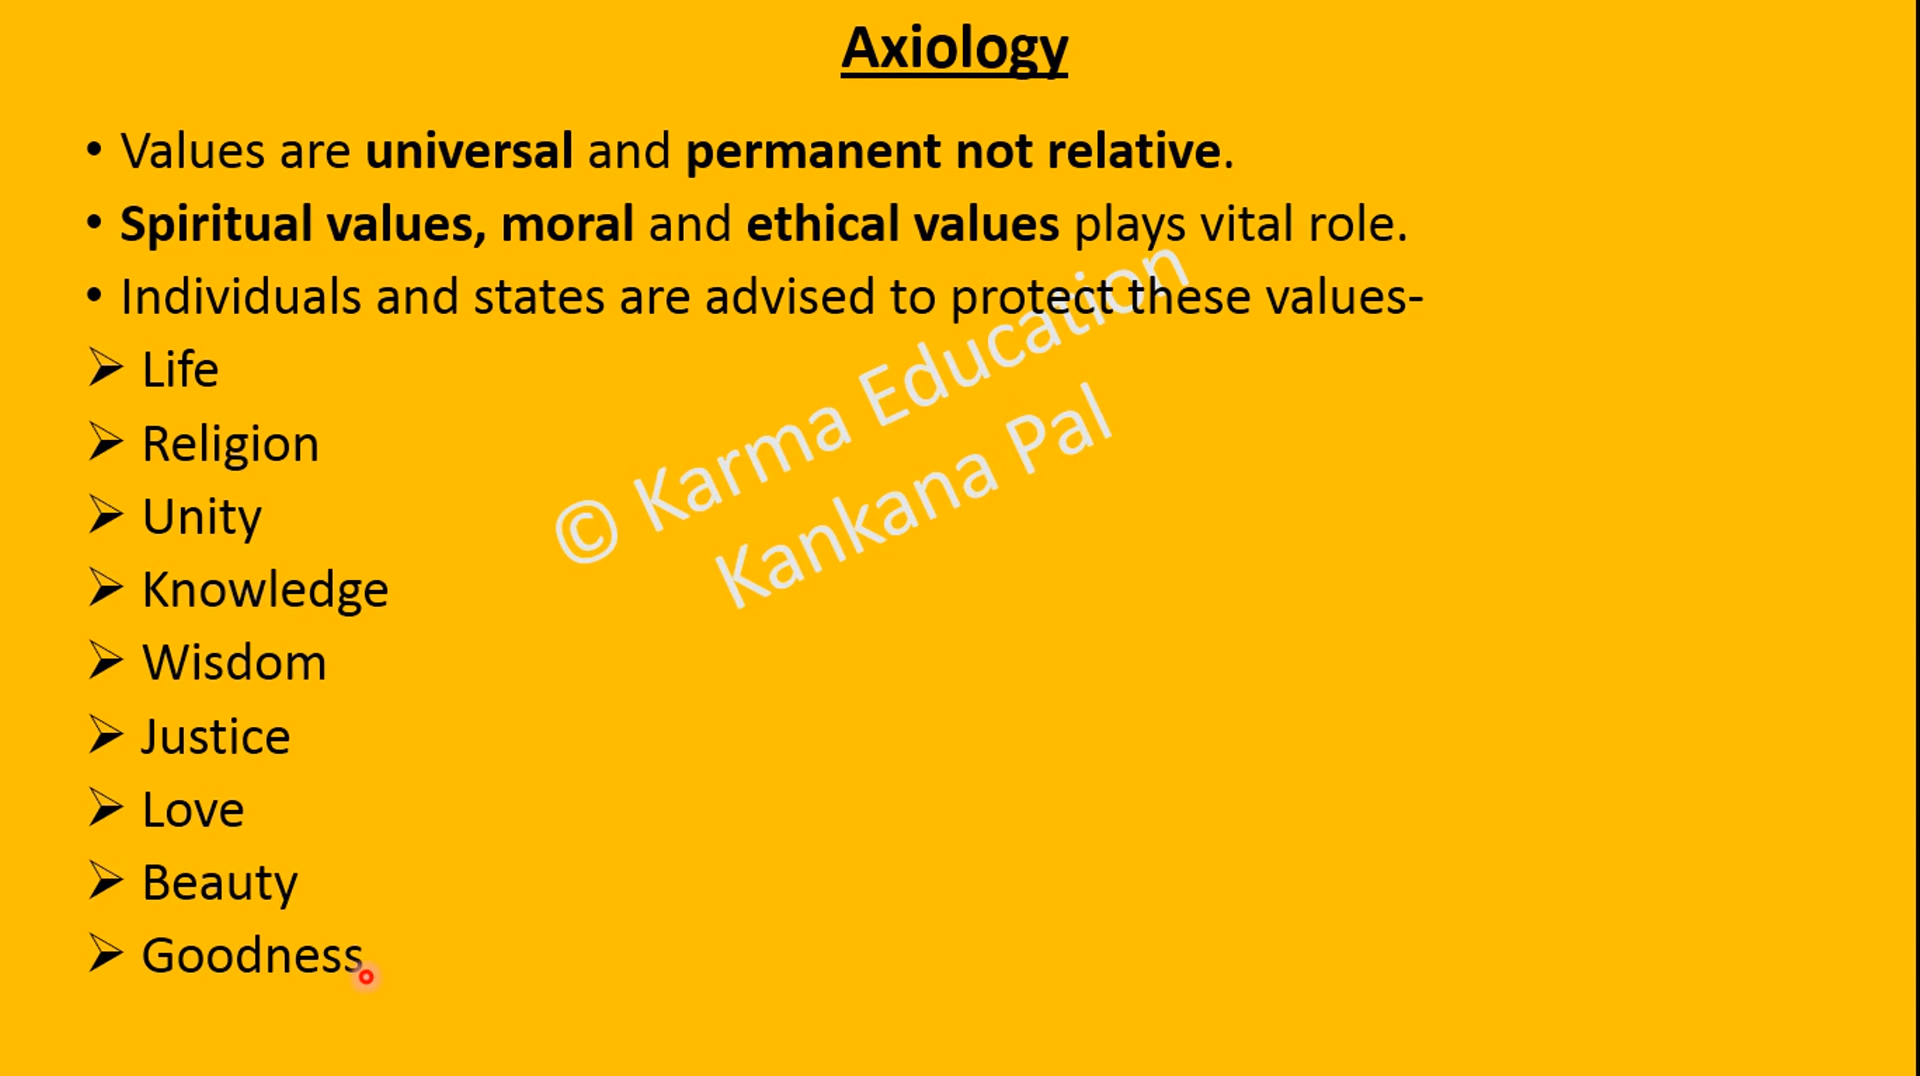 Axiology
• Values are universal and permanent not relative.
• Spiritual values, moral and ethical values plays vital role.
• Individuals and states are advised to protect these values-
➢ Life
➢ Religion
➢ Unity
➢ Knowledge
➢ Wisdom
➢ Justice
➢ Love
➢ Beauty
➢ Goodness
© Karma Education
Kankana Pal